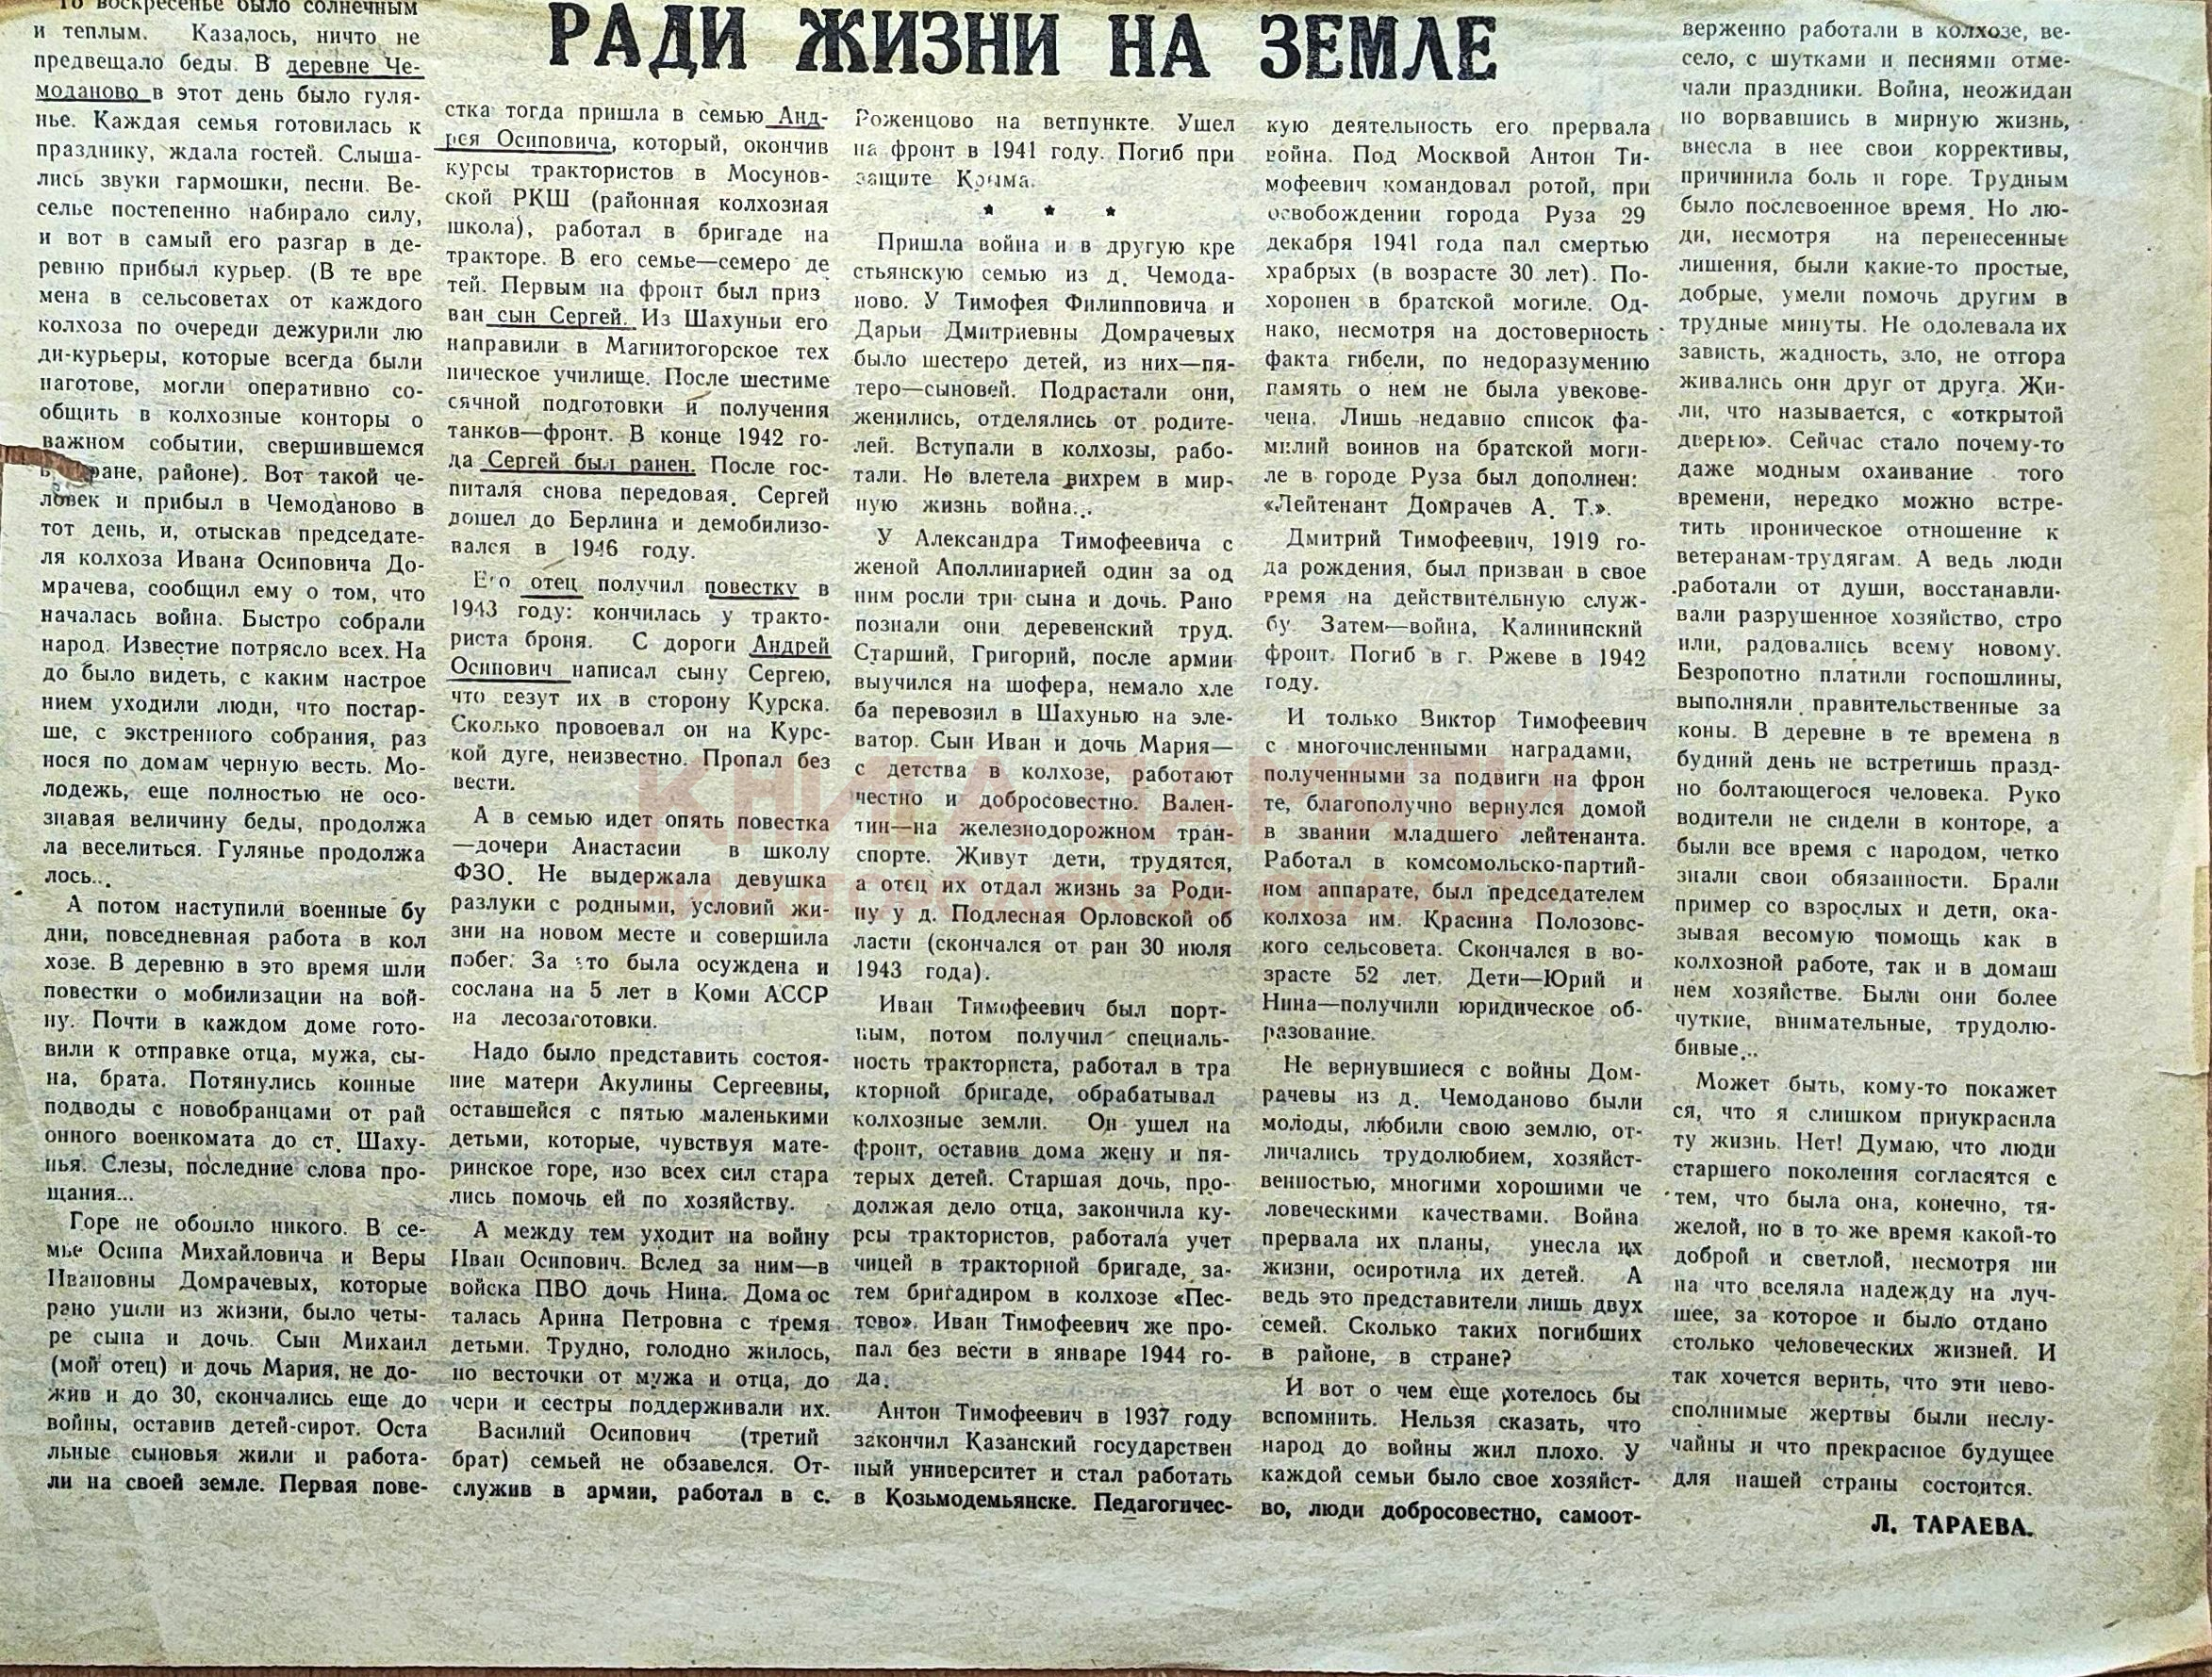 РАДИ ЖИЗНИ НА ЗЕМЛЕ
То воскресенье было солнечным
и теплым. Казалось, ничто не
предвещало беды. В деревне Че-
моданово в этот день было гуля-
нье. Каждая семья готовилась к
празднику, ждала гостей. Слыша-
лись звуки гармошки, песни. Ве-
селье постепенно набирало силу,
и вот в самый его разгар в де-
ревню прибыл курьер. (В те вре
мена в сельсоветах от каждого
колхоза по очереди дежурили лю
ди-курьеры, которые всегда были
наготове, могли оперативно со-
общить в колхозные конторы о
важном событии, свершившемся
в ране, районе). Вот такой че-
ловек и прибыл в Чемоданово в
тот день, и, отыскав председате-
ля колхоза Ивана Осиповича До-
мрачева, сообщил ему о том, что
началась война. Быстро собрали
народ. Известие потрясло всех. На
до было видеть, с каким настрое
нием уходили люди, что постар-
ше, с экстренного собрания, раз
нося по домам черную весть. Мо-
лодежь, еще полностью не осо-
знавая величину беды, продолжа
ла веселиться. Гулянье продолжа
лось...
А потом наступили военные бу
дни, повседневная работа в кол
хозе. В деревню в это время шли
повестки о мобилизации на вой-
ну. Почти в каждом доме гото-
вили к отправке отца, мужа, сы-
на, брата. Потянулись конные
подводы с новобранцами от рай
онного военкомата до ст. Шаху-
нья. Слезы, последние слова про-
щания...
Горе не обошло никого. В се-
мье Осипа Михайловича и Веры
Ивановны Домрачевых, которые
рано ушли из жизни, было четы-
ре сына и дочь. Сын Михаил
(мой отец) и дочь Мария, не до-
жив и до 30, скончались еще до
войны, оставив детей-сирот. Оста
льные сыновья жили и работа-
ли на своей земле. Первая пове-
стка тогда пришла в семью Анд-
рея Осиповича, который, окончив
курсы трактористов в Мосунов-
ской РКШ (районная колхозная
школа), работал в бригаде на
тракторе. В его семье—семеро де
тей. Первым на фронт был приз
ван сын Сергей. Из Шахуньи его
направили в Магнитогорское тех
ническое училище. После шестиме
сячной подготовки и получения
танков—фронт. В конце 1942 го-
да Сергей был ранен. После гос-
питаля снова передовая. Сергей
дошел до Берлина и демобилизо-
вался в 1946 году.
Его отец получил повестку в
1943 году: кончилась у тракто-
риста броня. С дороги Андрей
Осипович написал сыну Сергею,
что везут их в сторону Курска.
Сколько провоевал он на Курс-
кой дуге, неизвестно. Пропал без
вести.
А в семью идет опять повестка
—дочери Анастасии в школу
ФЗО. Не выдержала девушка
разлуки с родными, условий жи-
зни на новом месте и совершила
побег. За это была осуждена и
сослана на 5 лет в Коми АССР
на лесозаготовки.
Надо было представить состоя-
ние матери Акулины Сергеевны,
оставшейся с пятью маленькими
детьми, которые, чувствуя мате-
ринское горе, изо всех сил стара
лись помочь ей по хозяйству.
А между тем уходит на войну
Иван Осипович. Вслед за ним—в
войска ПВО дочь Нина. Дома ос
талась Арина Петровна с тремя
детьми. Трудно, голодно жилось,
но весточки от мужа и отца, до
чери и сестры поддерживали их.
Василий Осипович (третий
брат) семьей не обзавелся. От-
служив в армии, работал в с.
Роженцово на ветпункте. Ушел
на фронт в 1941 году. Погиб при
защите Крыма.
* * *
Пришла война и в другую кре
стьянскую семью из д. Чемода-
ново. У Тимофея Филипповича и
Дарьи Дмитриевны Домрачевых
было шестеро детей, из них—пя-
теро—сыновей. Подрастали они,
женились, отделялись от родите-
лей. Вступали в колхозы, рабо-
тали. Но влетела вихрем в мир-
ную жизнь война...
У Александра Тимофеевича с
женой Аполлинарией один за од
ним росли три сына и дочь. Рано
познали они деревенский труд.
Старший, Григорий, после армии
выучился на шофера, немало хле
ба перевозил в Шахунью на эле-
ватор. Сын Иван и дочь Мария—
с детства в колхозе, работают
честно и добросовестно. Вален-
тин—на железнодорожном тран-
спорте. Живут дети, трудятся,
а отец их отдал жизнь за Роди-
ну у д. Подлесная Орловской об
ласти (скончался от ран 30 июля
1943 года).
Иван Тимофеевич был порт-
ным, потом получил специаль-
ность тракториста, работал в тра
кторной бригаде, обрабатывал
колхозные земли. Он ушел на
фронт, оставив дома жену и пя-
терых детей. Старшая дочь, про-
должая дело отца, закончила ку-
рсы трактористов, работала учет
чицей в тракторной бригаде, за-
тем бригадиром в колхозе «Пес-
тово». Иван Тимофеевич же про-
пал без вести в январе 1944 го-
да.
Антон Тимофеевич в 1937 году
закончил Казанский государствен
ный университет и стал работать
в Козьмодемьянске. Педагогичес-
кую деятельность его прервала
война. Под Москвой Антон Ти-
мофеевич командовал ротой, при
освобождении города Руза 29
декабря 1941 года пал смертью
храбрых (в возрасте 30 лет). По-
хоронен в братской могиле. Од-
нако, несмотря на достоверность
факта гибели, по недоразумению
память о нем не была увекове-
чена. Лишь недавно список фа-
милий воинов на братской моги-
ле в городе Руза был дополнен:
«Лейтенант Домрачев А. Т.».
Дмитрий Тимофеевич, 1919 го-
да рождения, был призван в свое
время на действительную служ-
бу. Затем—война, Калининский
фронт. Погиб в г. Ржеве в 1942
году.
И только Виктор Тимофеевич
с многочисленными наградами,
полученными за подвиги на фрон
те, благополучно вернулся домой
в звании младшего лейтенанта.
Работал в комсомольско-партий-
ном аппарате, был председателем
колхоза им. Красина Полозовс-
кого сельсовета. Скончался в во-
зрасте 52 лет. Дети—Юрий и
Нина—получили юридическое об-
разование.
Не вернувшиеся с войны Дом-
рачевы из д. Чемоданово были
молоды, любили свою землю, от-
личались трудолюбием, хозяйст-
венностью, многими хорошими че
ловеческими качествами. Война
прервала их планы, унесла их
жизни, осиротила их детей. А
ведь это представители лишь двух
семей. Сколько таких погибших
в районе, в стране?
И вот о чем еще хотелось бы
вспомнить. Нельзя сказать, что
народ до войны жил плохо. У
каждой семьи было свое хозяйст-
во, люди добросовестно, самоот-
верженно работали в колхозе, ве-
село, с шутками и песнями отме-
чали праздники. Война, неожидан
но ворвавшись в мирную жизнь,
внесла в нее свои коррективы,
причинила боль и горе. Трудным
было послевоенное время. Но лю-
ди, несмотря на перенесенные
лишения, были какие-то простые,
добрые, умели помочь другим в
трудные минуты. Не одолевала их
зависть, жадность, зло, не отгора
живались они друг от друга. Жи-
ли, что называется, с «открытой
дверью». Сейчас стало почему-то
даже модным охаивание того
времени, нередко можно встре-
тить ироническое отношение к
ветеранам-трудягам. А ведь люди
работали от души, восстанавли-
вали разрушенное хозяйство, стро
или, радовались всему новому.
Безропотно платили госпошлины,
выполняли правительственные за
коны. В деревне в те времена в
будний день не встретишь празд-
но болтающегося человека. Руко
водители не сидели в конторе, а
были все время с народом, четко
знали свои обязанности. Брали
пример со взрослых и дети, ока-
зывая весомую помощь как в
колхозной работе, так и в домаш
нем хозяйстве. Были они более
чуткие, внимательные, трудолю-
бивые...
Может быть, кому-то покажет
ся, что я слишком приукрасила
ту жизнь. Нет! Думаю, что люди
старшего поколения согласятся с
тем, что была она, конечно, тя-
желой, но в то же время какой-то
доброй и светлой, несмотря ни
на что вселяла надежду на луч-
шее, за которое и было отдано
столько человеческих жизней. И
так хочется верить, что эти нево-
сполнимые жертвы были неслу-
чайны и что прекрасное будущее
для нашей страны состоится.
Л. ТАРАЕВА.
КНИГА ПАМЯТИ